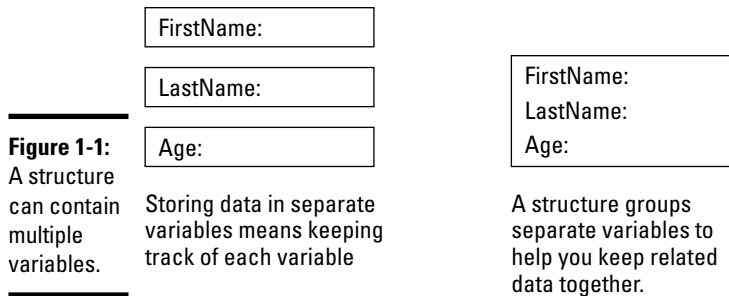 FirstName:
LastName:
Age:
Figure 1-1:
A structure
can contain
multiple
variables.
Storing data in separate
variables means keeping
track of each variable
FirstName:
LastName:
Age:
A structure groups
separate variables to
help you keep related
data together.